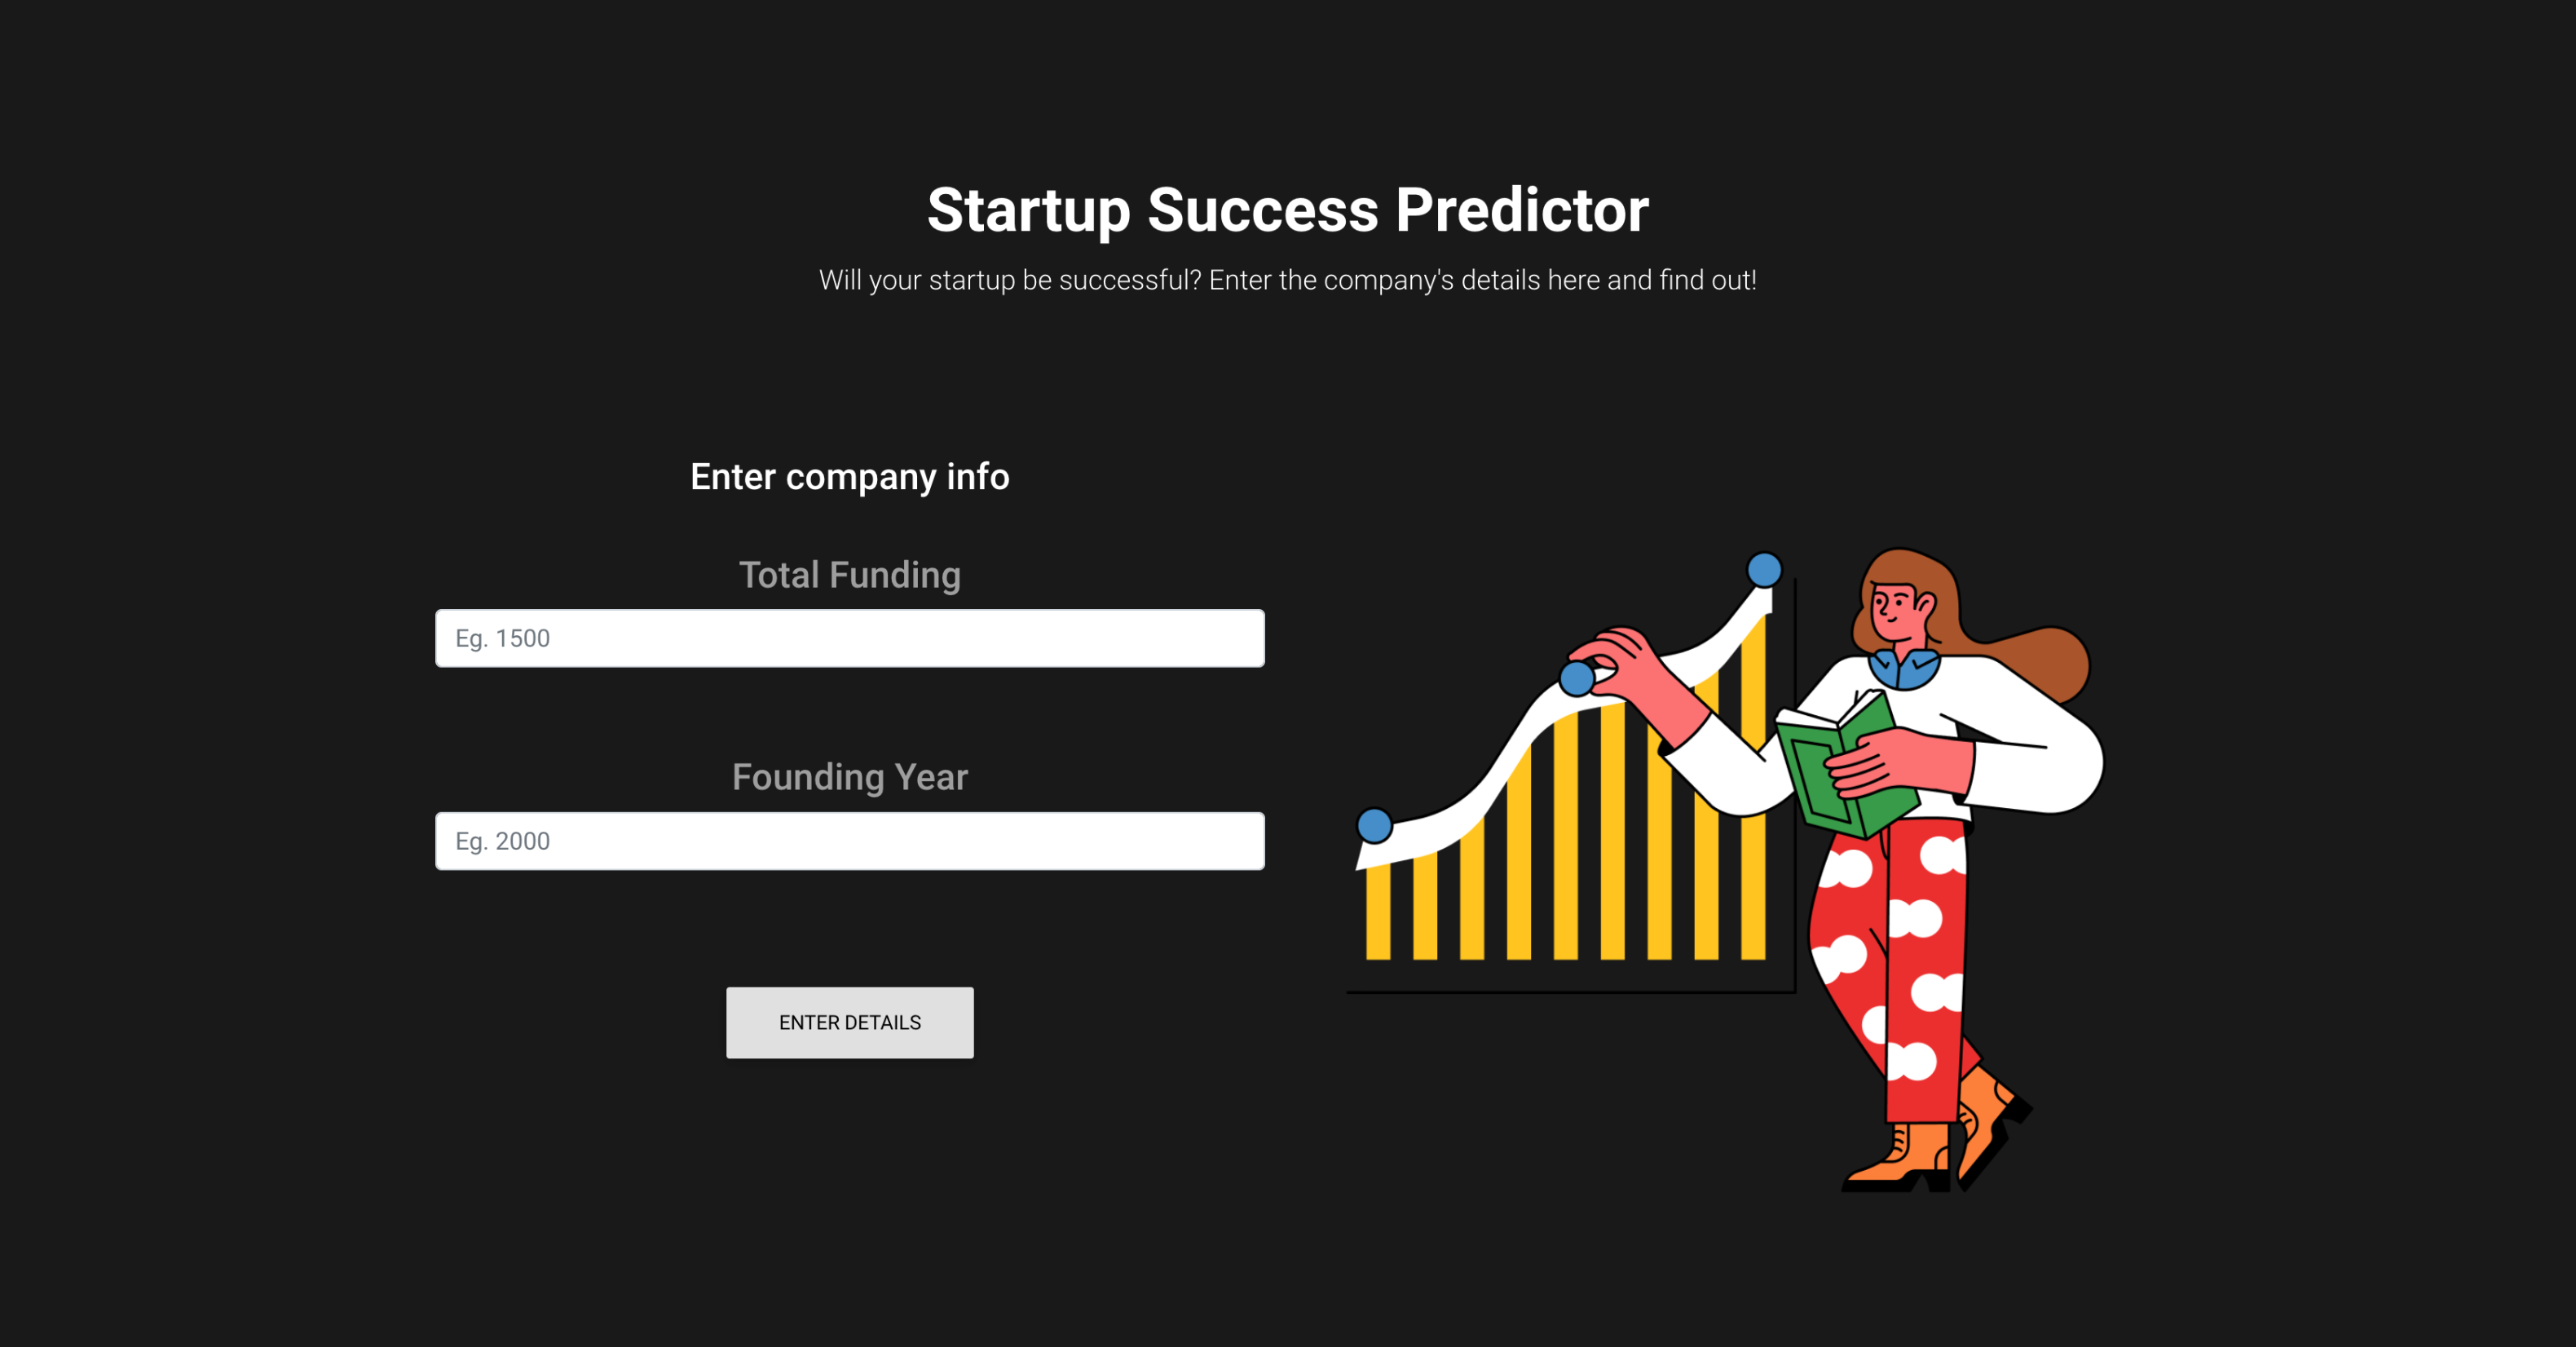 Startup Success Predictor
Will your startup be successful? Enter the company's details here and find out!
Enter company info
Total Funding
Eg. 1500
Founding Year
Eg. 2000
ENTER DETAILS